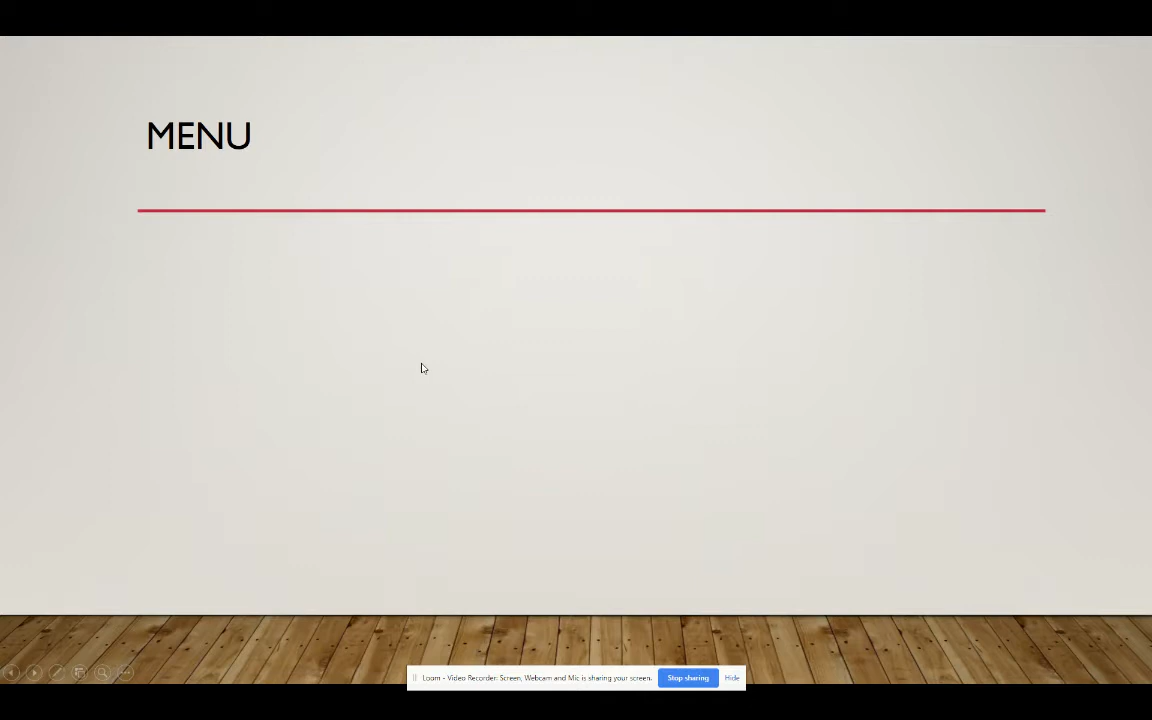 MENU
Loom – Video Recorder: Screen, Webcam and Mic is sharing your screen.
Stop sharing
Hide